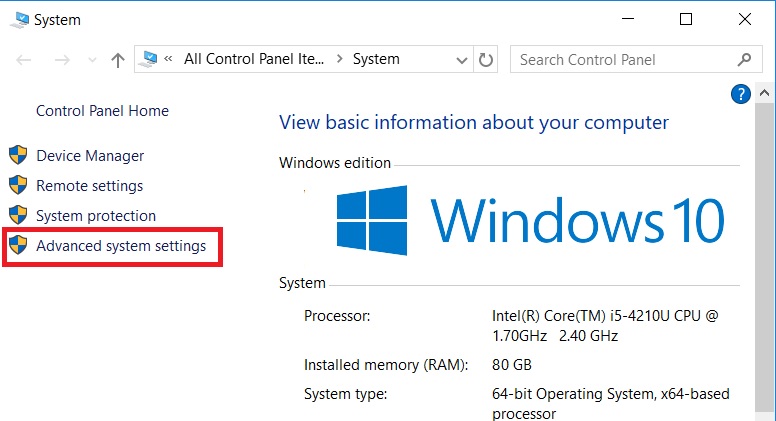 System
« All Control Panel Ite... > System
Search Control Panel
Control Panel Home
Device Manager
Remote settings
System protection
Advanced system settings
?
View basic information about your computer
Windows edition
Windows 10
System
Processor:
Intel(R) Core(TM) i5-4210U CPU @
1.70GHz 2.40 GHz
Installed memory (RAM):
80 GB
System type:
64-bit Operating System, x64-based
processor